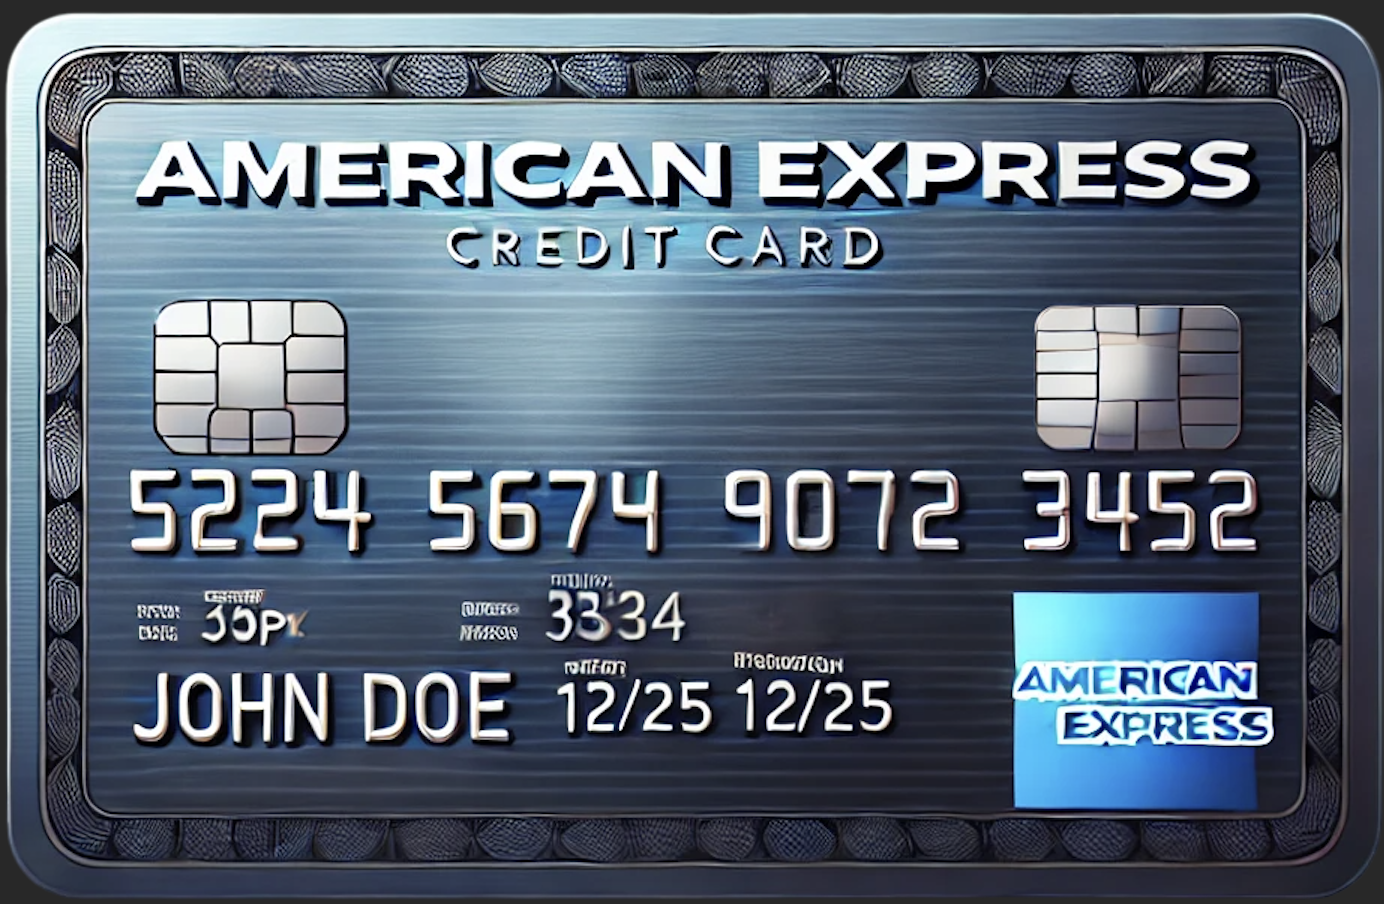 AMERICAN EXPRESS
CREDIT CARD
5224 5674 9072 3452
3334
JOHN DOE 12/25 12/25
AMERICAN
EXPRESS